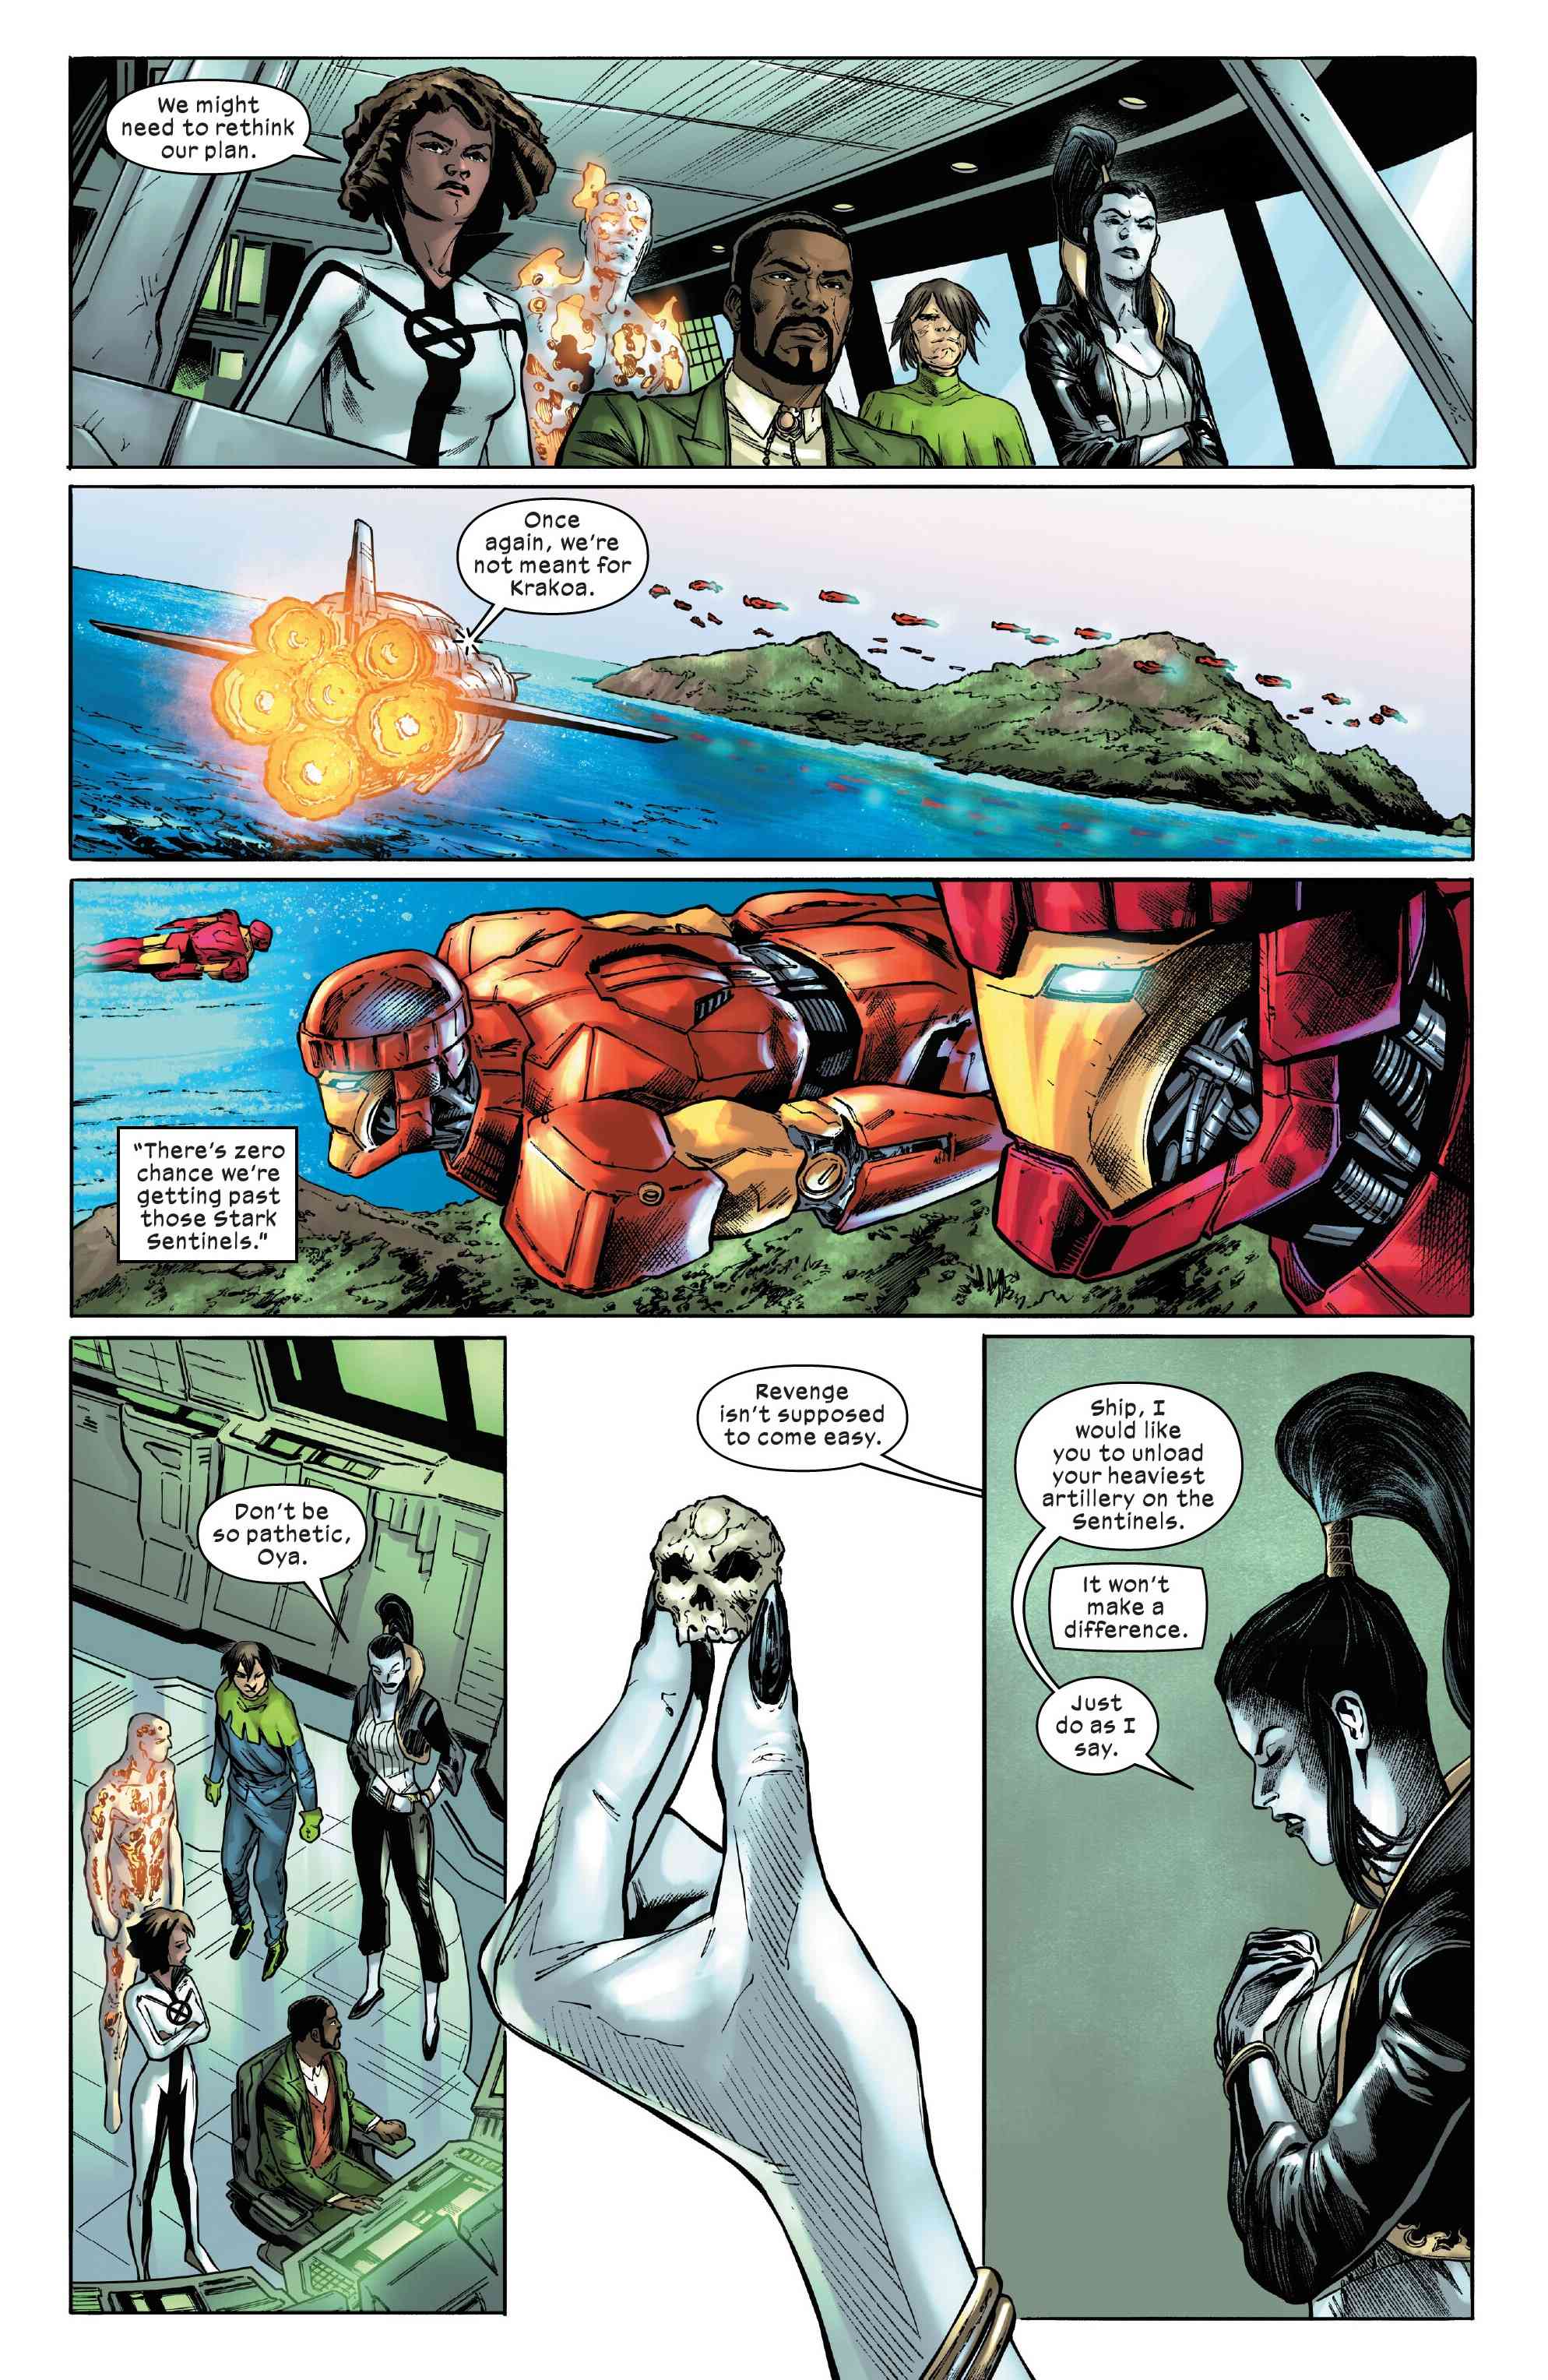 We might
need to rethink
our plan.
Once
again, we're
not meant for
Krakoa.
"There's zero
chance we're
getting past
those Stark
Sentinels."
Don't be
so pathetic,
Oya.
Revenge
isn't supposed
to come easy.
Ship, I
would like
you to unload
your heaviest
artillery on the
Sentinels.
It won't
make a
difference.
Just
do as I
say.